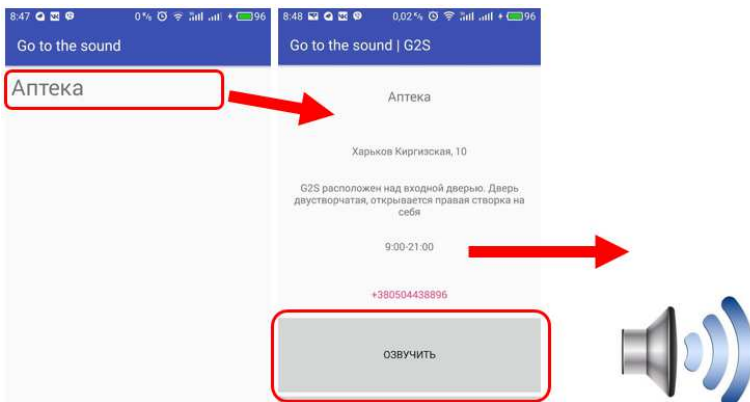 8:47 0% 96
Go to the sound
Аптека
8:48 0,02% 96
Go to the sound | G2S
Аптека
Харьков Киргизская, 10
G2S расположен над входной дверью. Дверь
двустворчатая, открывается правая створка на
себя
9:00-21:00
+380504438896
ОЗВУЧИТЬ